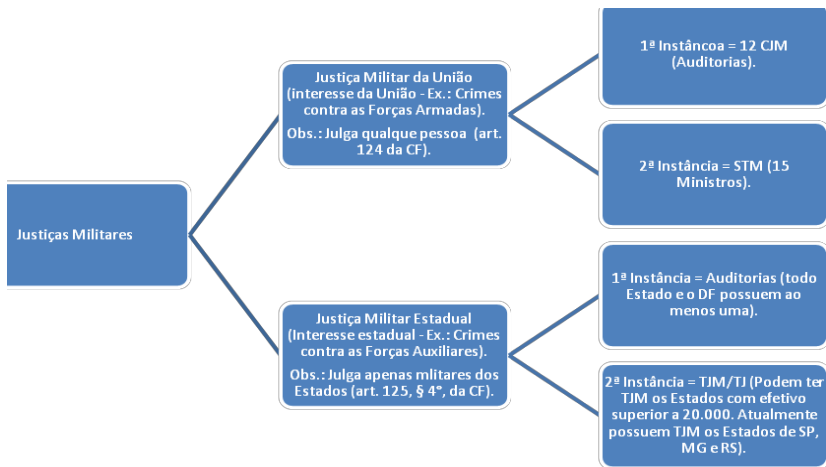 Justiças Militares
Justiça Militar da União
(interesse da União - Ex.: Crimes
contra as Forças Armadas).
Obs.: Julga qualque pessoa (art.
124 da CF).
1ª Instâncoa = 12 CJM
(Auditorias).
2ª Instância = STM (15
Ministros).
Justiça Militar Estadual
(Interesse estadual - Ex.: Crimes
contra as Forças Auxiliares).
Obs.: Julga apenas mlitares dos
Estados (art. 125, § 4°, da CF).
1ª Instância = Auditorias (todo
Estado e o DF possuem ao
menos uma).
2ª Instância = TJM/TJ (Podem ter
TJM os Estados com efetivo
superior a 20.000. Atualmente
possuem TJM os Estados de SP,
MG e RS).